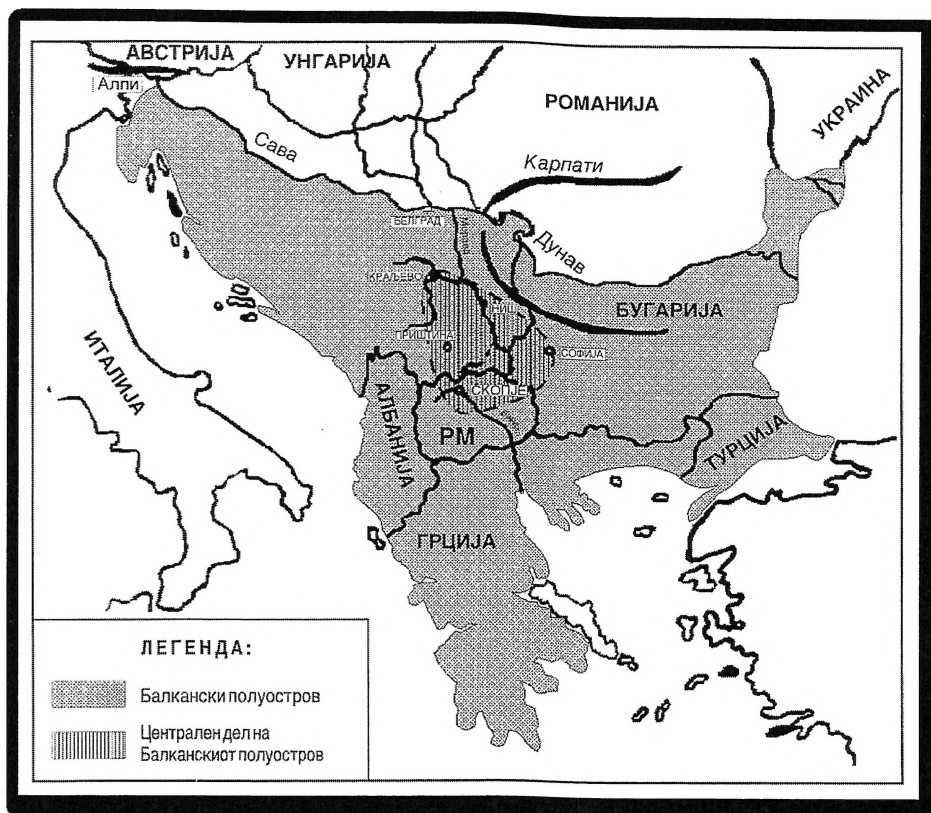 АВСТРИЈА
УНГАРИЈА
Алпи
РОМАНИЈА
УКРАИНА
Сава
Карпати
БЕЛГРАД
Морава
Дунав
КРАЉЕВО
НИШ
БУГАРИЈА
ПРИШТИНА
СОФИЈА
ИТАЛИЈА
АЛБАНИЈА
СКОПЈЕ
РМ
ТУРЦИЈА
ГРЦИЈА
ЛЕГЕНДА:
Балкански полуостров
Централен дел на
Балканскиот полуостров